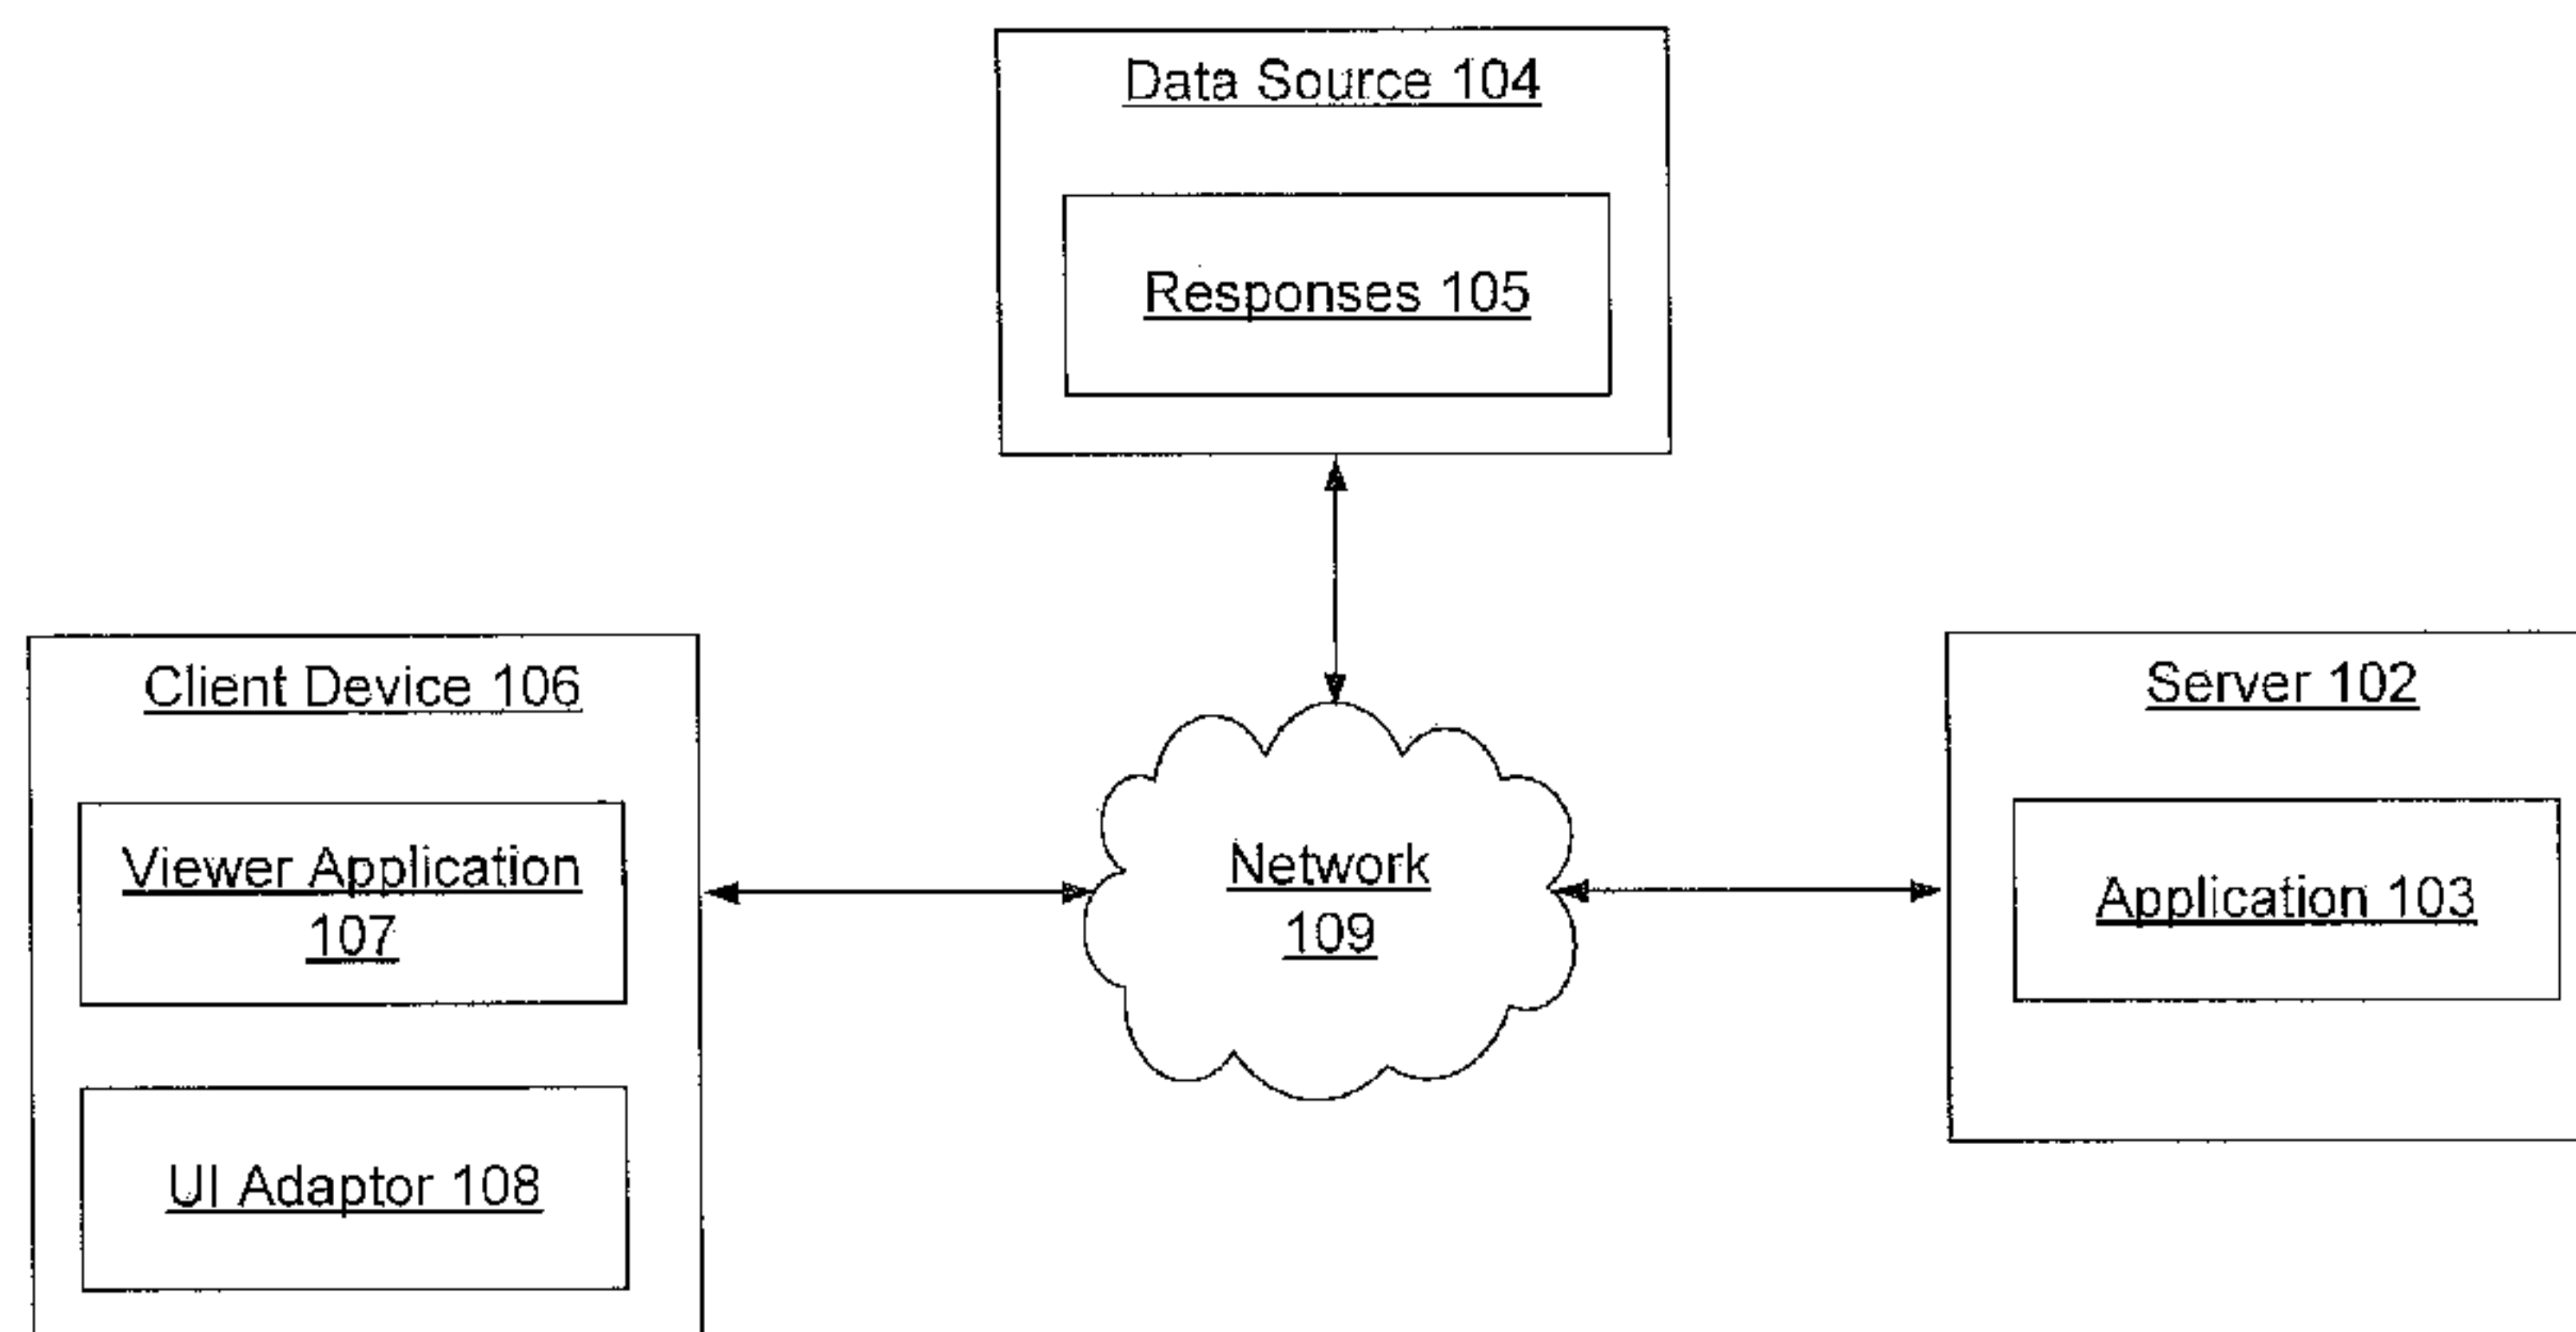 Data Source 104
Responses 105
Client Device 106
Viewer Application
107
UI Adaptor 108
Network
109
Server 102
Application 103